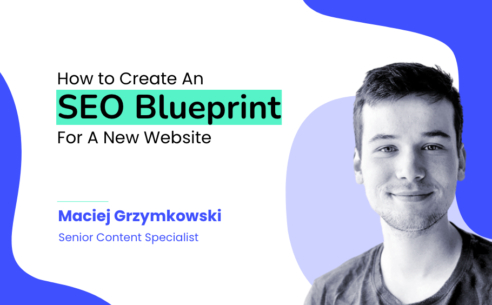 How to Create An
SEO Blueprint
For A New Website
Maciej Grzymkowski
Senior Content Specialist